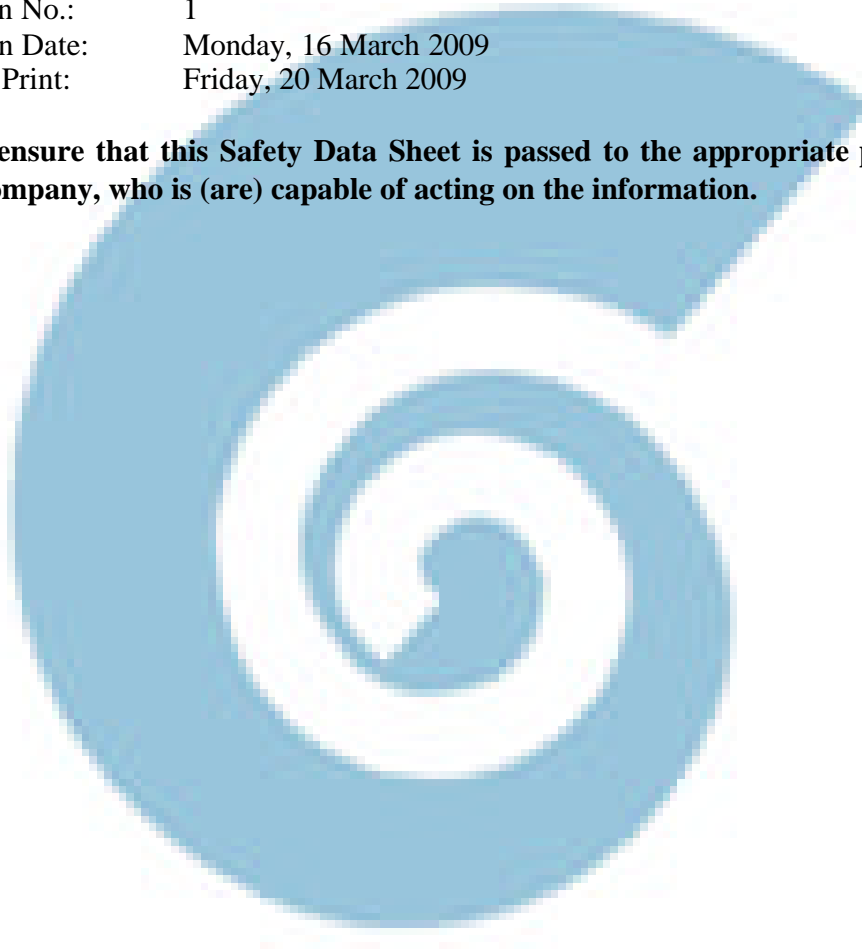 n No.: 1
n Date: Monday, 16 March 2009
Print: Friday, 20 March 2009
ensure that this Safety Data Sheet is passed to the appropriate p
ompany, who is (are) capable of acting on the information.